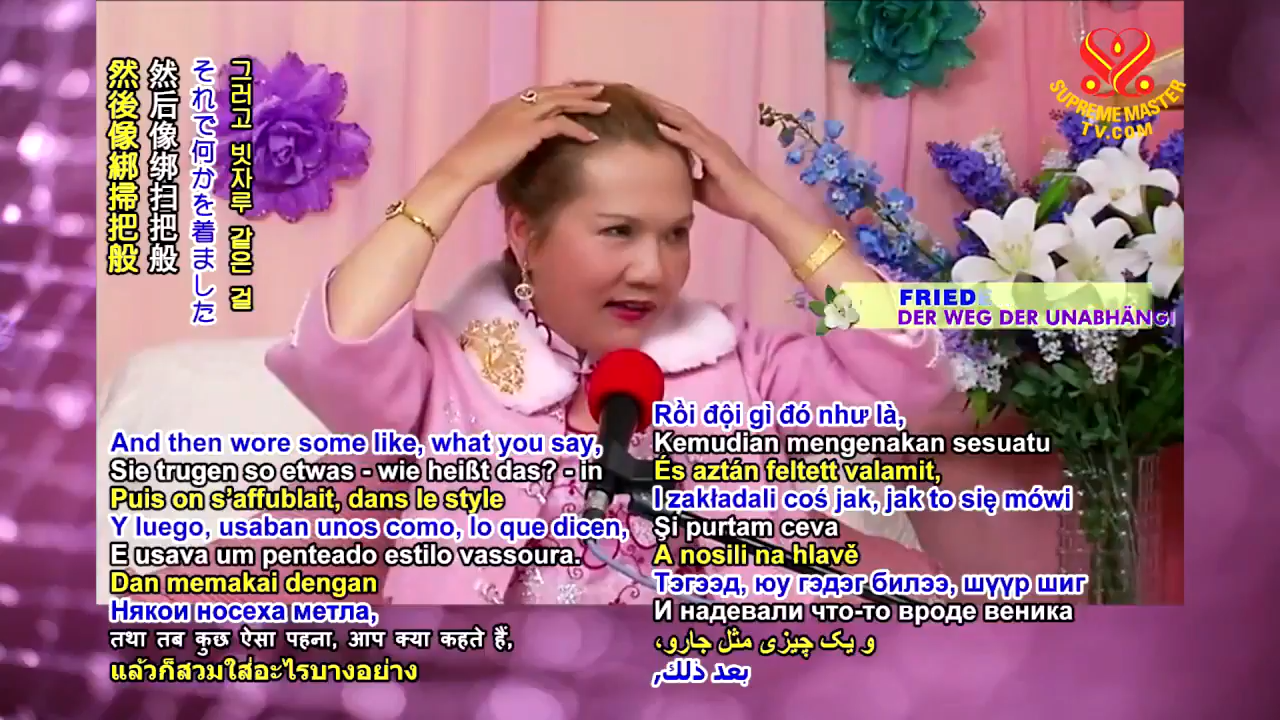 그러고 빗자루 같은 걸
それで何かを着ました
然后像绑扫把般
然後像綁掃把般
SUPREME MASTER
TV.COM
FRIEDE
DER WEG DER UNABHÄNGI
And then wore some like, what you say,
Sie trugen so etwas - wie heißt das? - in
Puis on s’affublait, dans le style
Y luego, usaban unos como, lo que dicen,
E usava um penteado estilo vassoura.
Dan memakai dengan
Някои носеха метла,
तथा तब कुछ ऐसा पहना, आप क्या कहते हैं,
แล้วก็สวมใส่อะไรบางอย่าง
Rồi đội gì đó như là,
Kemudian mengenakan sesuatu
És aztán feltett valamit,
I zakładali coś jak, jak to się mówi
Şi purtam ceva
A nosili na hlavě
Тэгээд, юу гэдэг билээ, шүүр шиг
И надевали что-то вроде веника
و یک چیزی مثل جارو،
بعد ذلك,